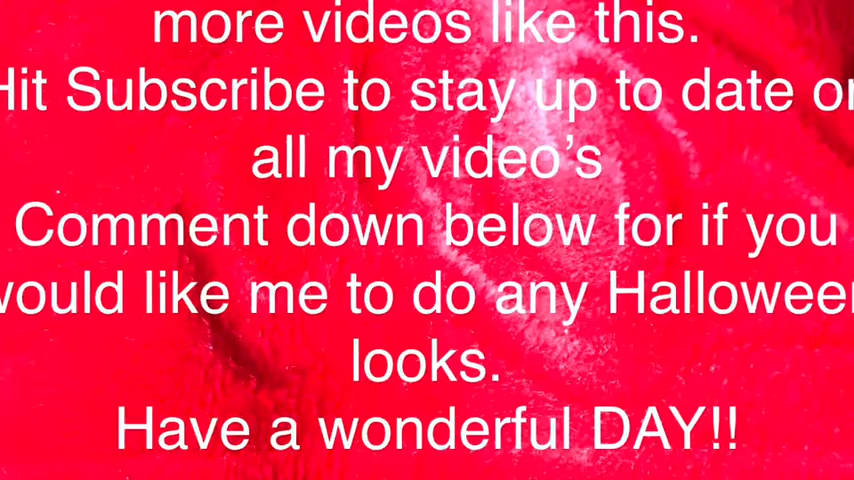 more videos like this.
Hit Subscribe to stay up to date on
all my video’s
Comment down below for if you
would like me to do any Halloween
looks.
Have a wonderful DAY!!